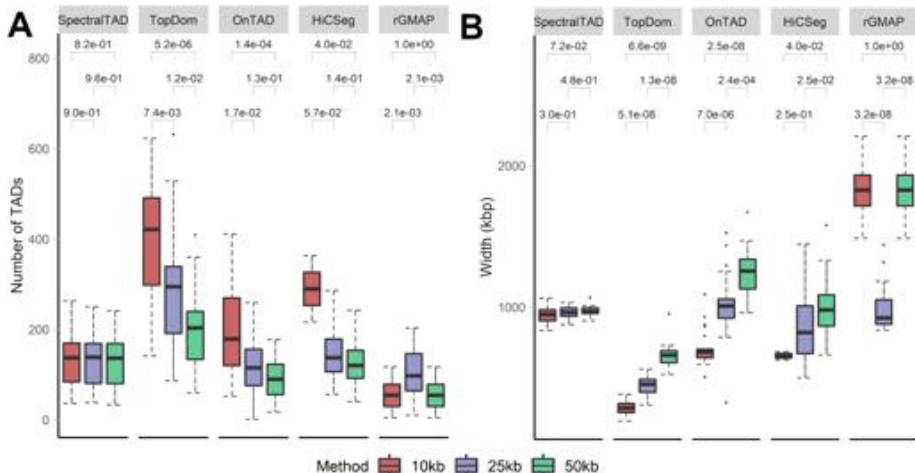 A
SpectralTAD TopDom OnTAD HiCSeg rGMAP
8.2e-01 5.2e-06 1.4e-04 4.0e-02 1.0e+00
9.6e-01 1.2e-02 1.3e-01 1.4e-01 2.1e-03
9.0e-01 7.4e-03 1.7e-02 5.7e-02 2.1e-03
Number of TADs
800
600
400
200
0
B
SpectralTAD TopDom OnTAD HiCSeg rGMAP
7.2e-02 6.6e-09 2.5e-08 4.0e-02 1.0e+00
4.8e-01 1.3e-08 2.4e-04 2.5e-02 3.2e-08
3.0e-01 5.1e-08 7.0e-06 2.5e-01 3.2e-08
Width (kbp)
2000
1000
Method 10kb 25kb 50kb